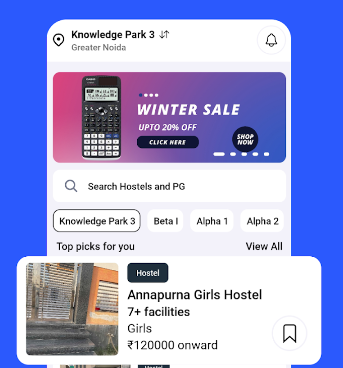 Knowledge Park 3
Greater Noida
WINTER SALE
UPTO 20% OFF
CLICK HERE
SHOP
NOW
Search Hostels and PG
Knowledge Park 3
Beta I
Alpha 1
Alpha 2
Top picks for you
View All
Hostel
Annapurna Girls Hostel
7+ facilities
Girls
₹120000 onward